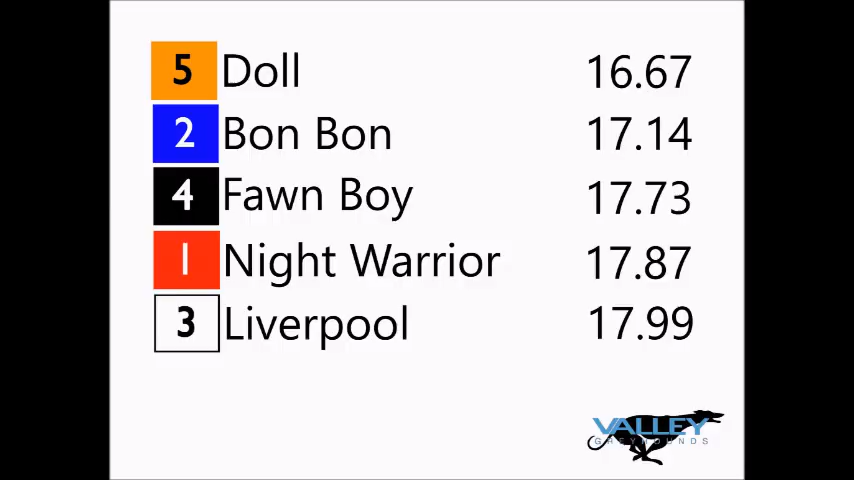 5 Doll 16.67
2 Bon Bon 17.14
4 Fawn Boy 17.73
1 Night Warrior 17.87
3 Liverpool 17.99
VALLEY
GREYHOUNDS